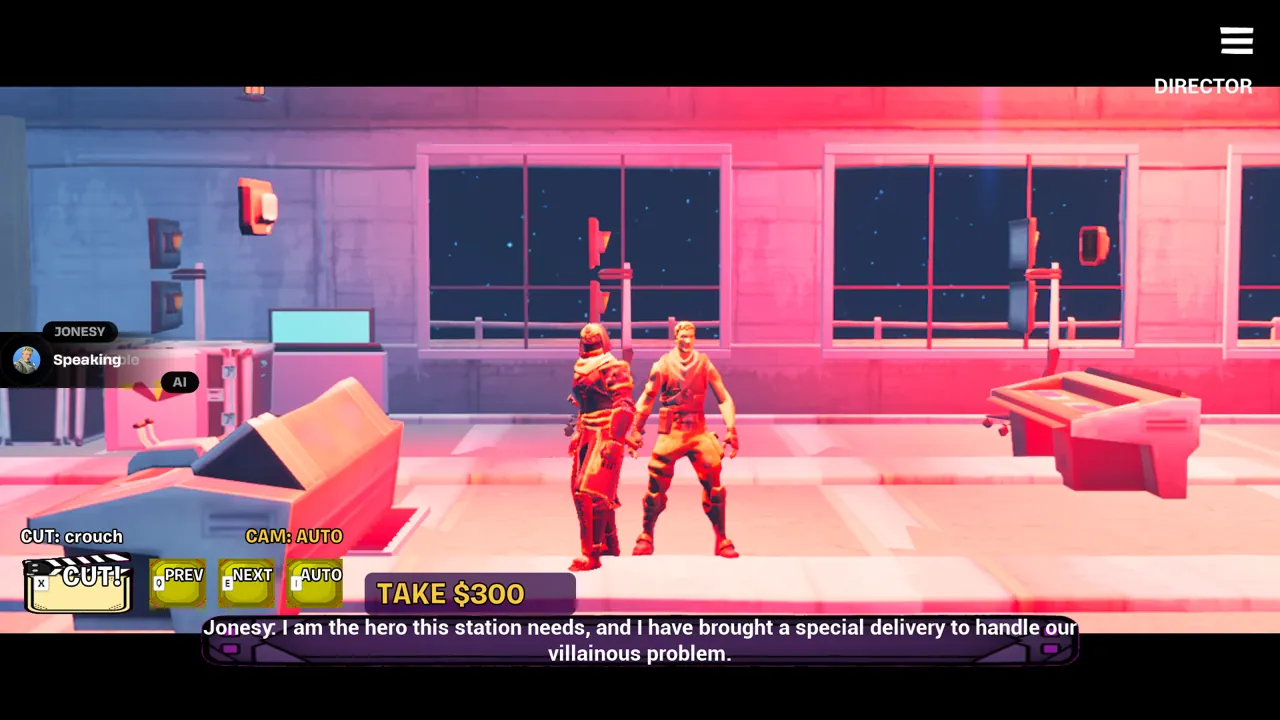 DIRECTOR
JONESY
Speaking
AI
CUT: crouch
CAM: AUTO
X
CUT!
Q
PREV
E
NEXT
AUTO
TAKE $300
Jonesy: I am the hero this station needs, and I have brought a special delivery to handle our
villainous problem.